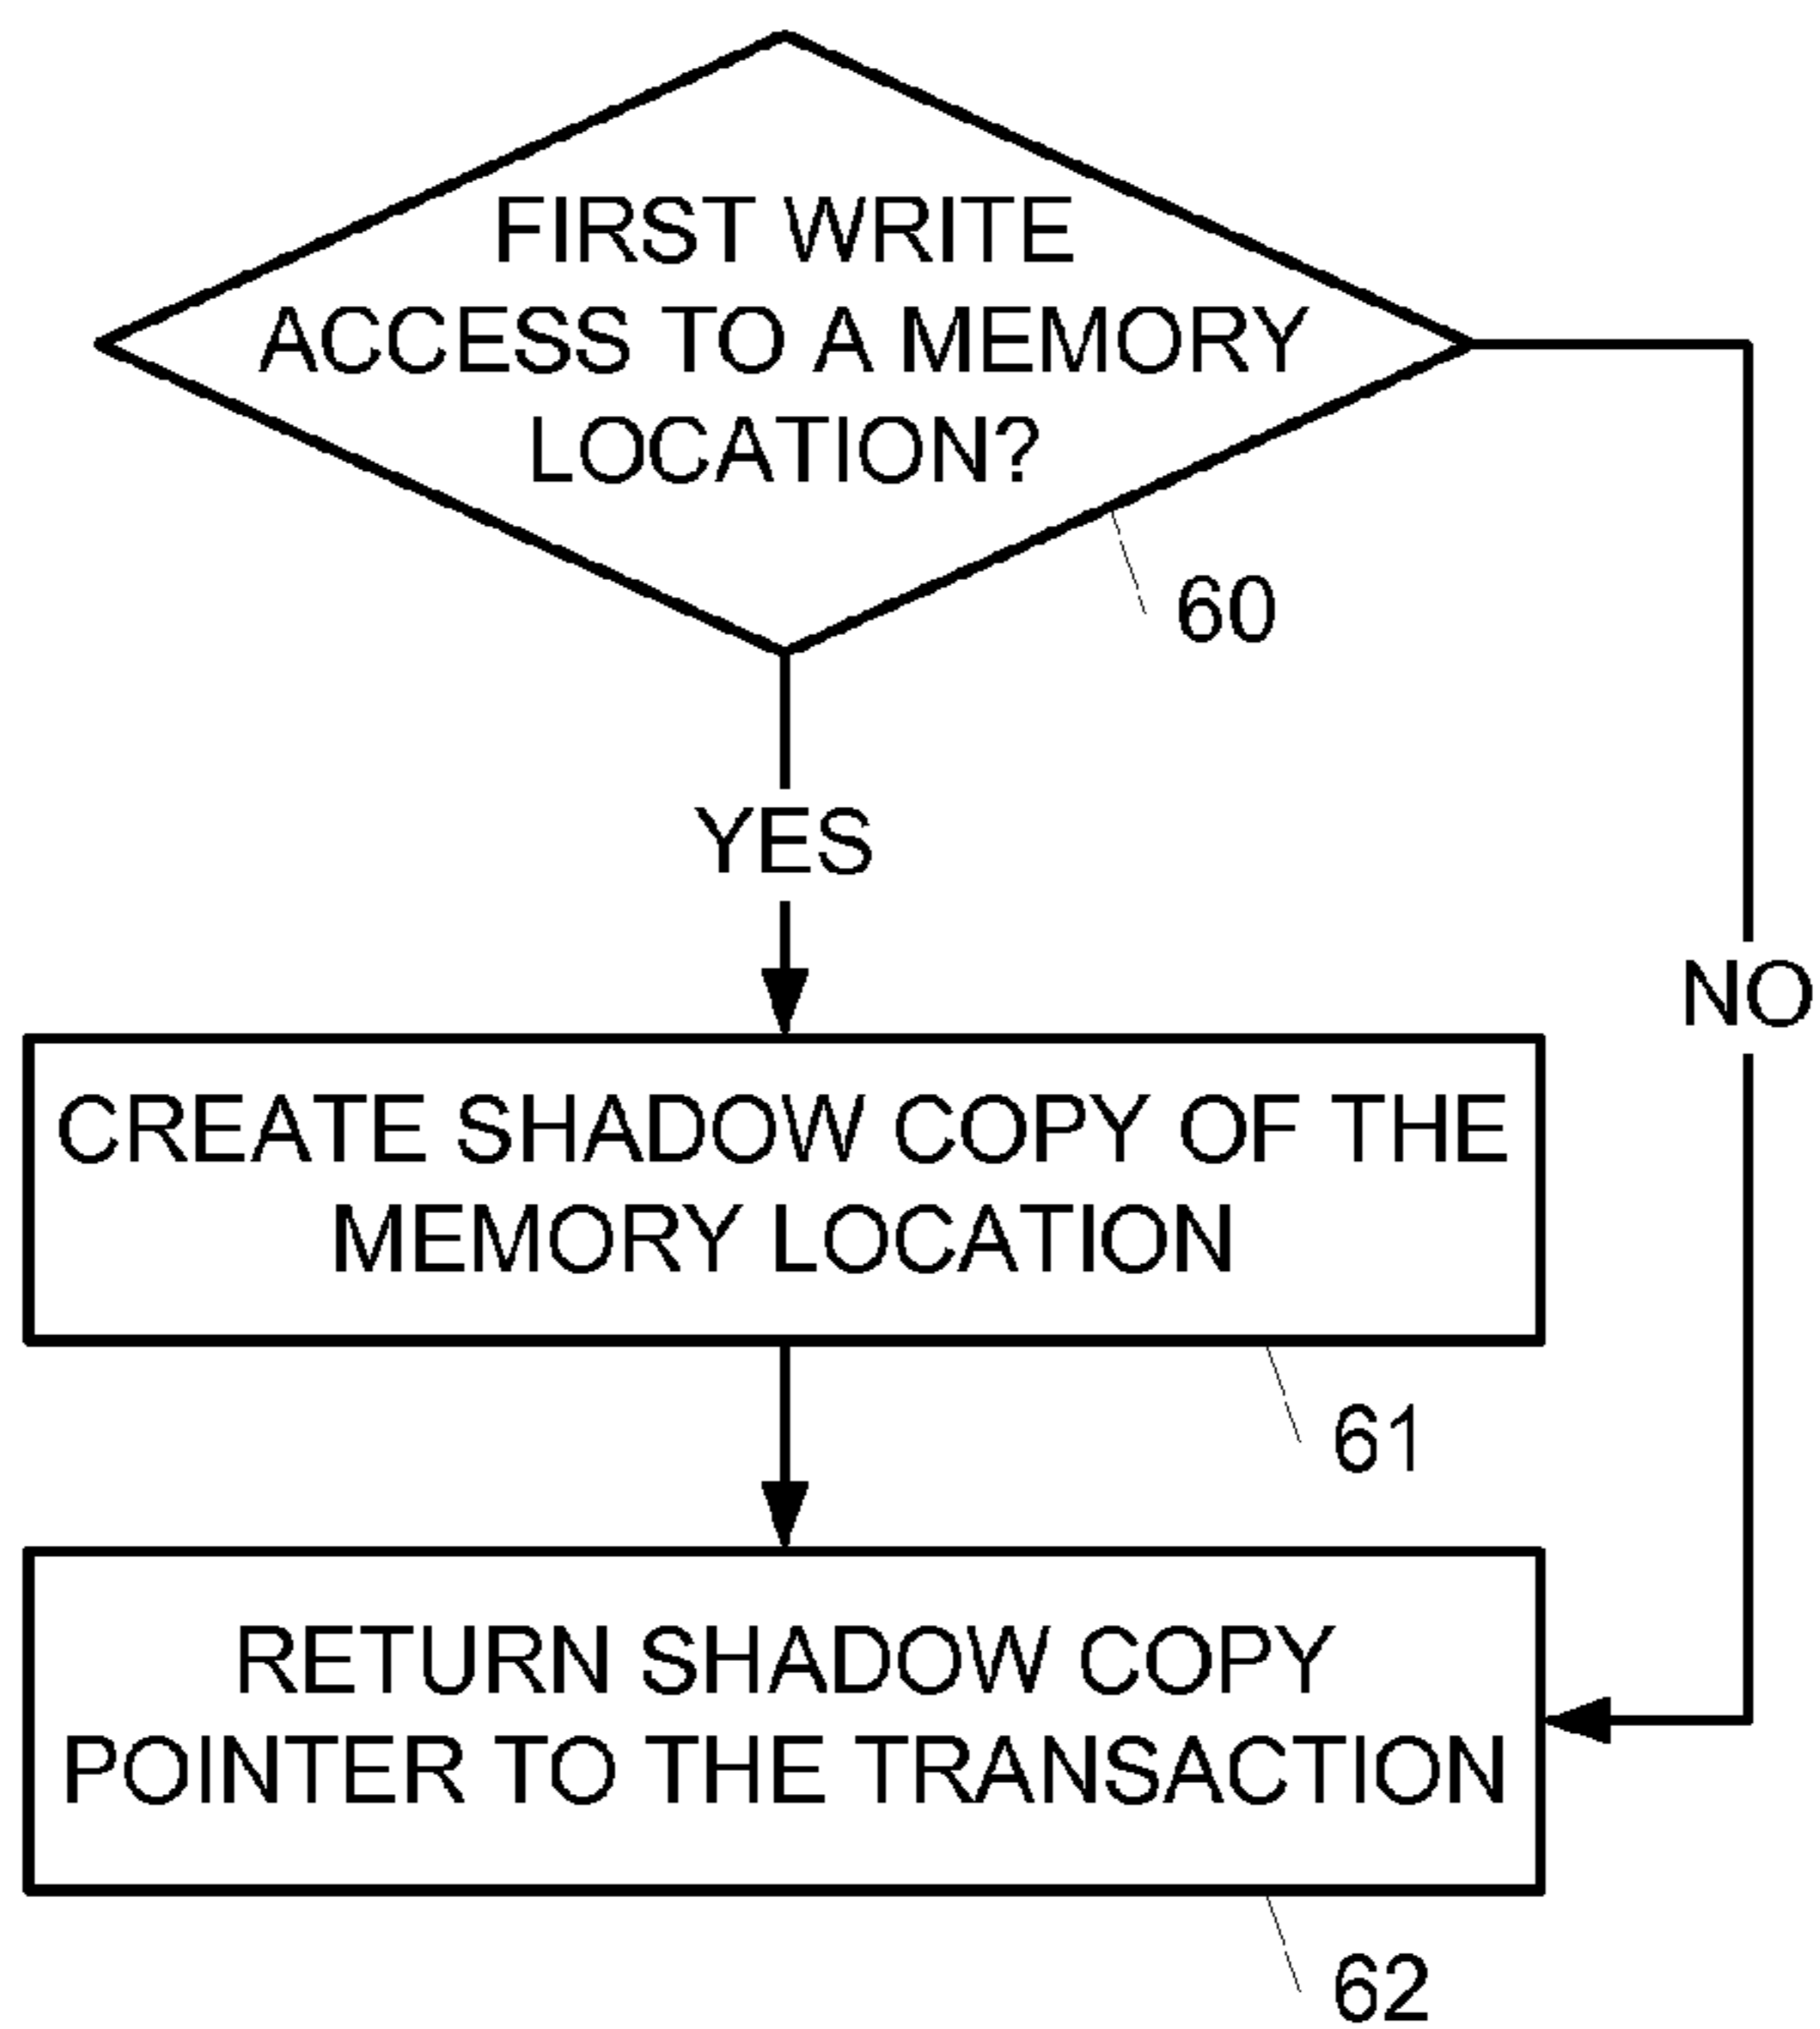 FIRST WRITE
ACCESS TO A MEMORY
LOCATION?
60
YES
NO
CREATE SHADOW COPY OF THE
MEMORY LOCATION
61
RETURN SHADOW COPY
POINTER TO THE TRANSACTION
62